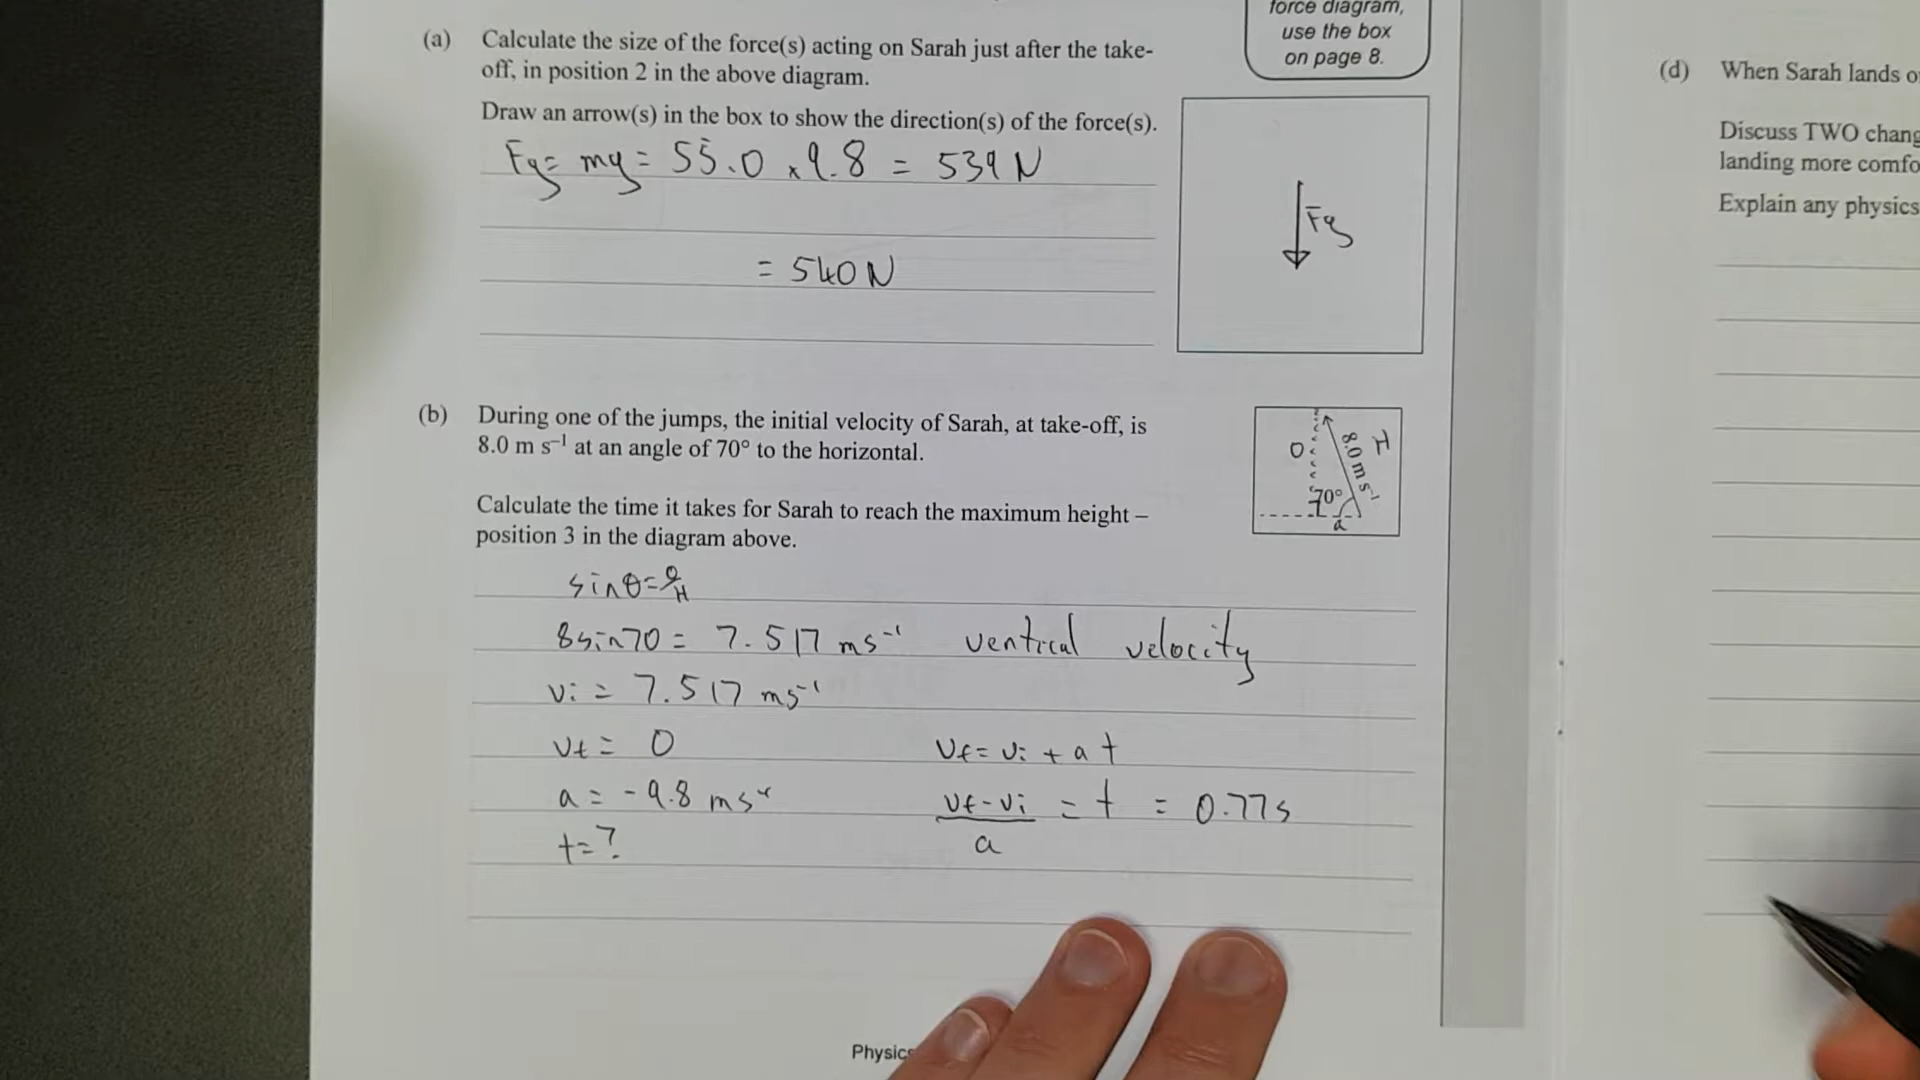 force diagram,
use the box
on page 8.
(a) Calculate the size of the force(s) acting on Sarah just after the take-
off, in position 2 in the above diagram.
Draw an arrow(s) in the box to show the direction(s) of the force(s).
Fg= mg = 55.0 × 9.8 = 539 N
= 540 N
Fg
(b) During one of the jumps, the initial velocity of Sarah, at take-off, is
8.0 m s⁻¹ at an angle of 70° to the horizontal.
Calculate the time it takes for Sarah to reach the maximum height –
position 3 in the diagram above.
O
H
8.0 m s⁻¹
70°
a
sinθ=O/H
8sin70 = 7.517 ms⁻¹ vertical velocity
vi = 7.517 ms⁻¹
vf = 0
vf = vi + at
a = -9.8 ms⁻²
(vf - vi)/a = t = 0.77s
t=?
Physics
(d) When Sarah lands
Discuss TWO
landing more
Explain any physics